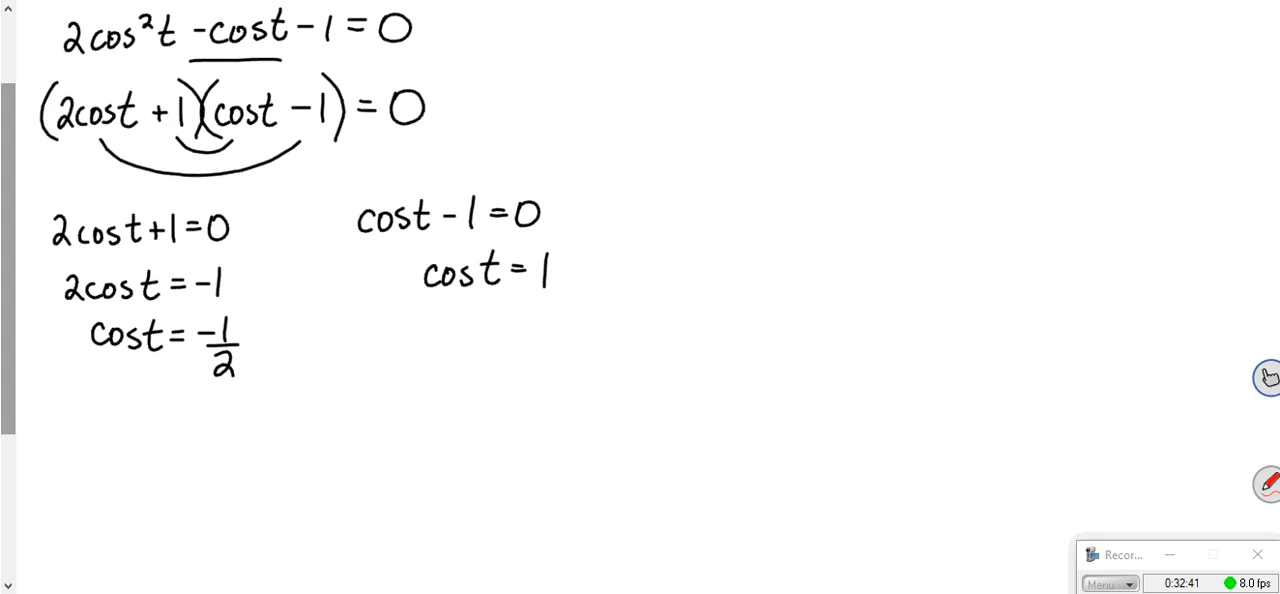 2cos²t - cost - 1 = 0
(2cost + 1)(cost - 1) = 0
2cost + 1 = 0
cost - 1 = 0
2cost = -1
cost = 1
cost = -1/2
Recor...
Menu
0:32:41
8.0 fps